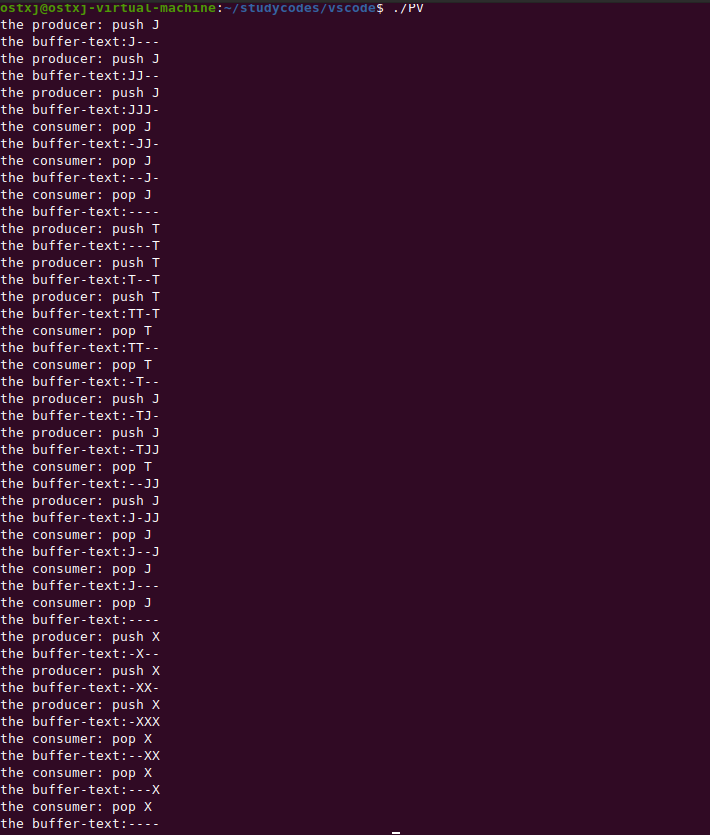 ostxj@ostxj-virtual-machine:~/studycodes/vscode$ ./PV
the producer: push J
the buffer-text:J---
the producer: push J
the buffer-text:JJ--
the producer: push J
the buffer-text:JJJ-
the consumer: pop J
the buffer-text:-JJ-
the consumer: pop J
the buffer-text:--J-
the consumer: pop J
the buffer-text:----
the producer: push T
the buffer-text:---T
the producer: push T
the buffer-text:T--T
the producer: push T
the buffer-text:TT-T
the consumer: pop T
the buffer-text:TT--
the consumer: pop T
the buffer-text:-T--
the producer: push J
the buffer-text:-TJ-
the producer: push J
the buffer-text:-TJJ
the consumer: pop T
the buffer-text:--JJ
the producer: push J
the buffer-text:J-JJ
the consumer: pop J
the buffer-text:J--J
the consumer: pop J
the buffer-text:J---
the consumer: pop J
the buffer-text:----
the producer: push X
the buffer-text:-X--
the producer: push X
the buffer-text:-XX-
the producer: push X
the buffer-text:-XXX
the consumer: pop X
the buffer-text:--XX
the consumer: pop X
the buffer-text:---X
the consumer: pop X
the buffer-text:----